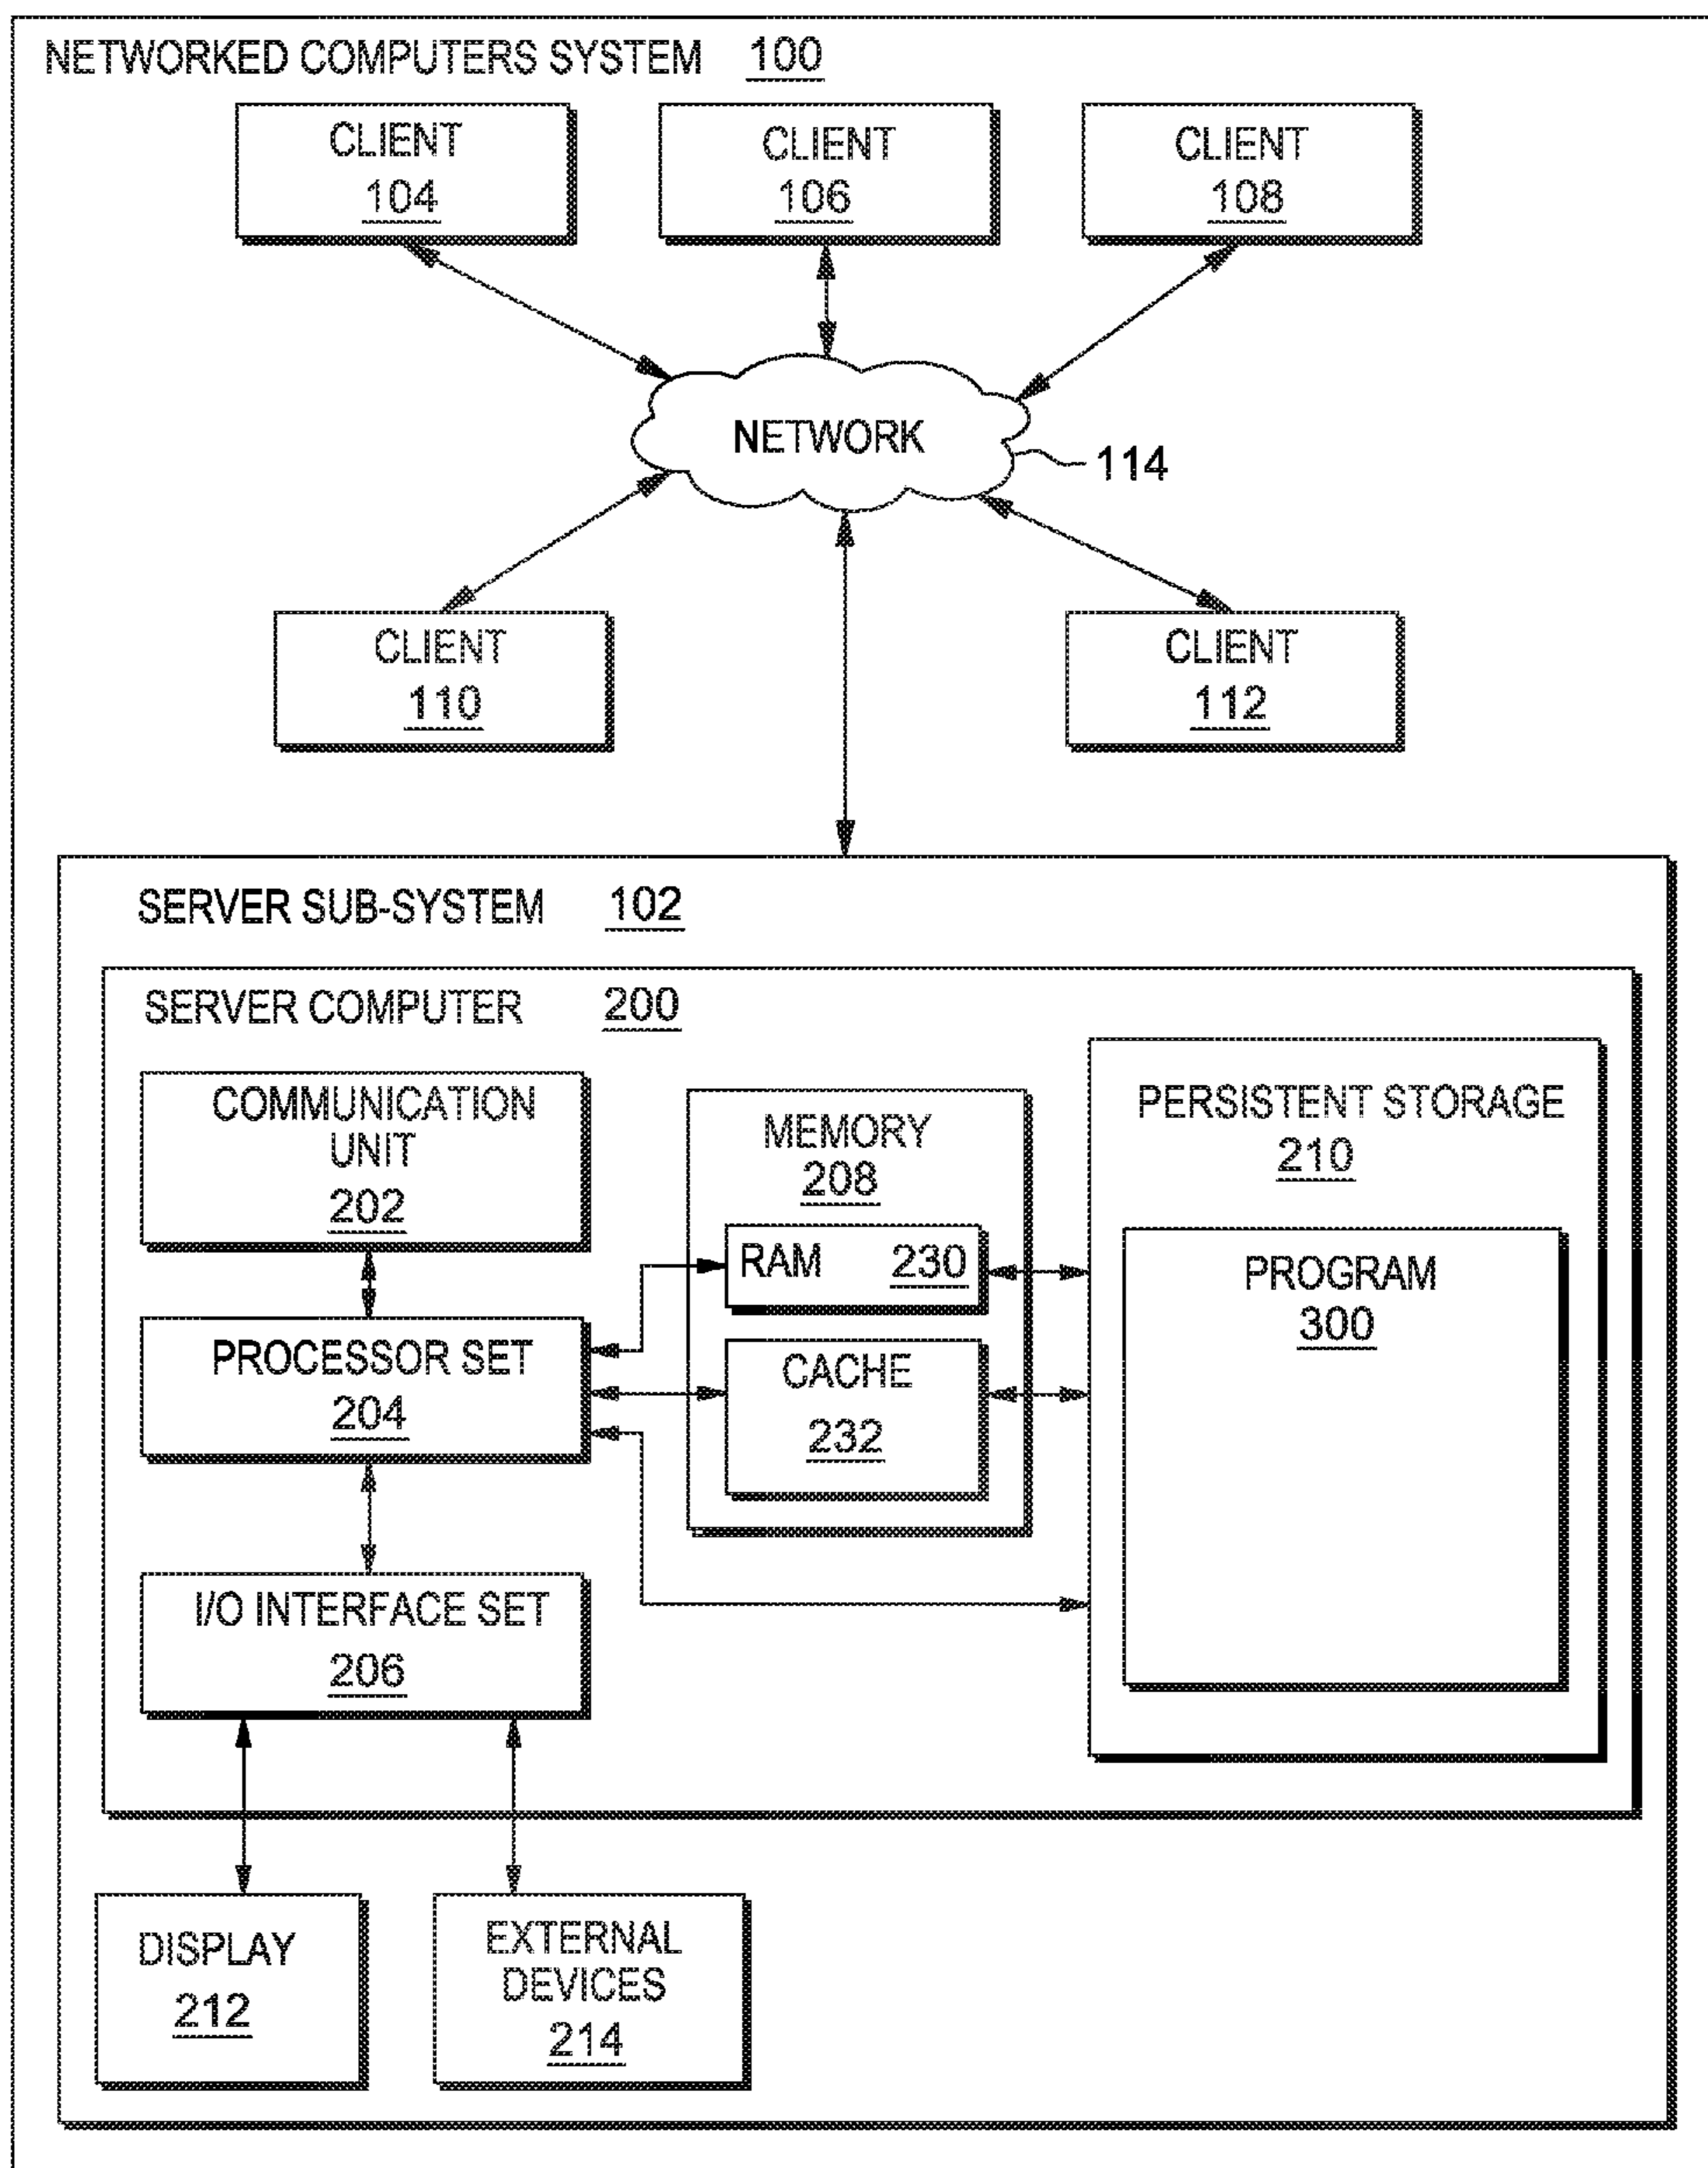 NETWORKED COMPUTERS SYSTEM 100
CLIENT
104
CLIENT
106
CLIENT
108
NETWORK
114
CLIENT
110
CLIENT
112
SERVER SUB-SYSTEM 102
SERVER COMPUTER 200
COMMUNICATION
UNIT
202
PROCESSOR SET
204
I/O INTERFACE SET
206
MEMORY
208
RAM 230
CACHE
232
PERSISTENT STORAGE
210
PROGRAM
300
DISPLAY
212
EXTERNAL
DEVICES
214